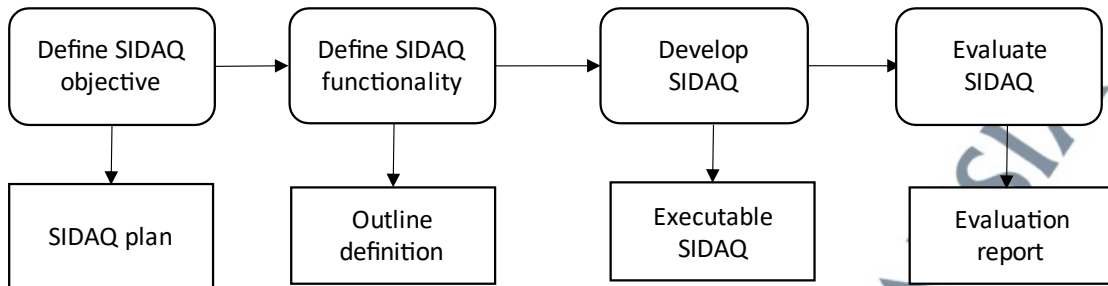 Define SIDAQ
objective
Define SIDAQ
functionality
Develop
SIDAQ
Evaluate
SIDAQ
SIDAQ plan
Outline
definition
Executable
SIDAQ
Evaluation
report